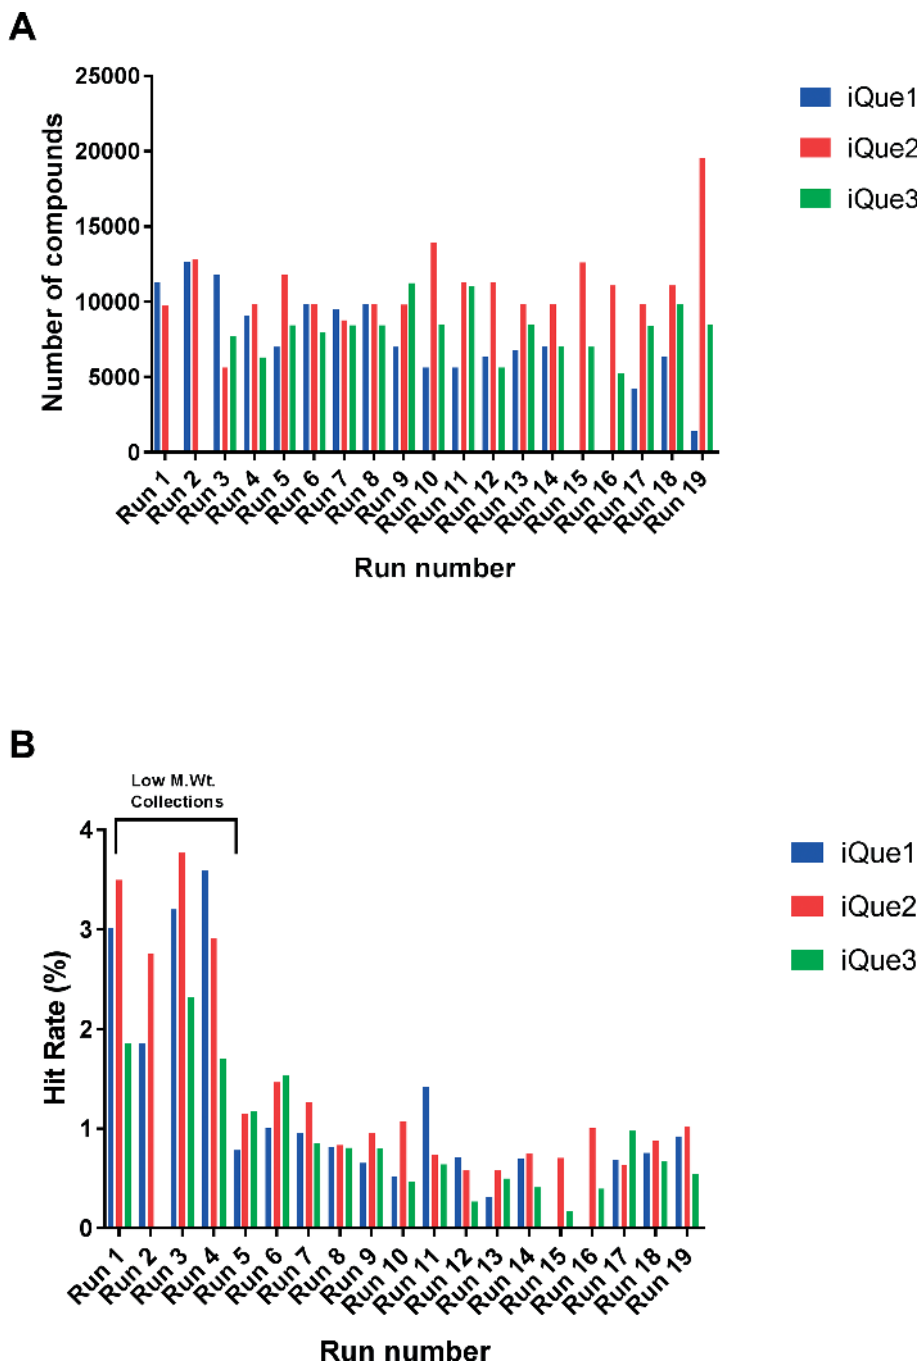 A
25000
20000
15000
10000
5000
0
Number of compounds
iQue1
iQue2
iQue3
Run 1
Run 2
Run 3
Run 4
Run 5
Run 6
Run 7
Run 8
Run 9
Run 10
Run 11
Run 12
Run 13
Run 14
Run 15
Run 16
Run 17
Run 18
Run 19
Run number
B
Low M.Wt.
Collections
4
3
2
1
0
Hit Rate (%)
iQue1
iQue2
iQue3
Run 1
Run 2
Run 3
Run 4
Run 5
Run 6
Run 7
Run 8
Run 9
Run 10
Run 11
Run 12
Run 13
Run 14
Run 15
Run 16
Run 17
Run 18
Run 19
Run number